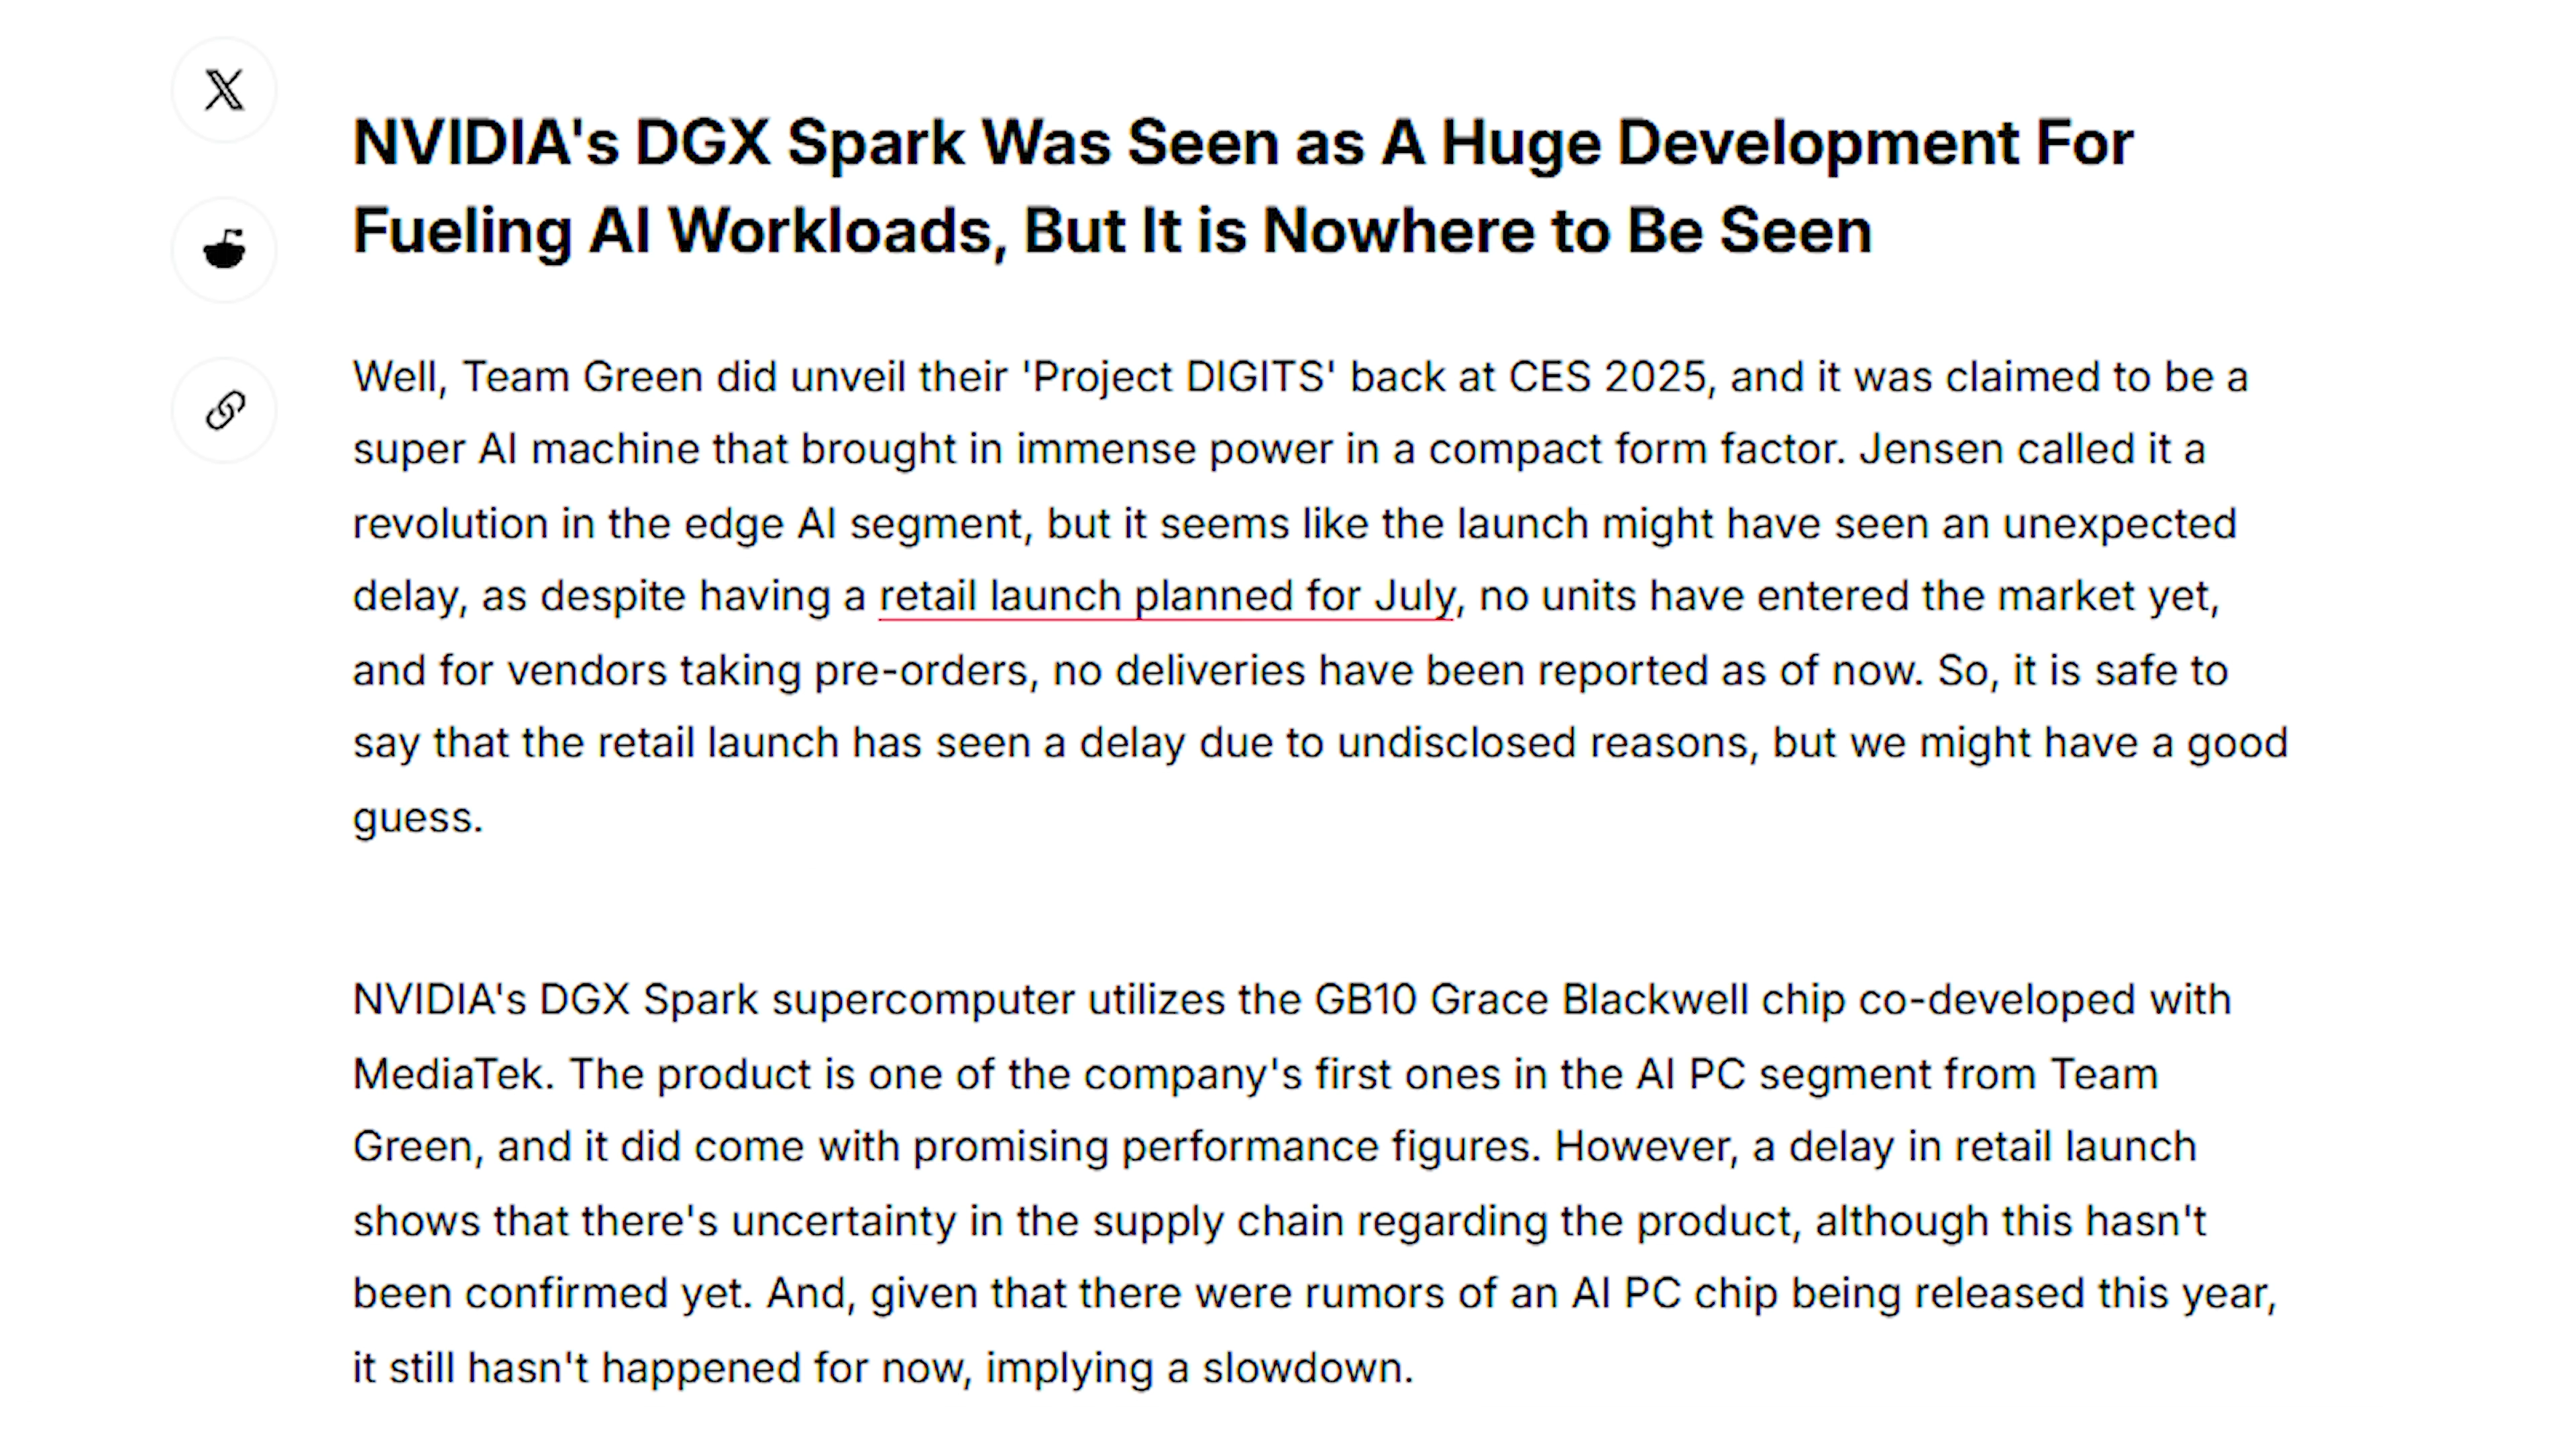 NVIDIA's DGX Spark Was Seen as A Huge Development For
Fueling AI Workloads, But It is Nowhere to Be Seen
Well, Team Green did unveil their 'Project DIGITS' back at CES 2025, and it was claimed to be a
super AI machine that brought in immense power in a compact form factor. Jensen called it a
revolution in the edge AI segment, but it seems like the launch might have seen an unexpected
delay, as despite having a retail launch planned for July, no units have entered the market yet,
and for vendors taking pre-orders, no deliveries have been reported as of now. So, it is safe to
say that the retail launch has seen a delay due to undisclosed reasons, but we might have a good
guess.
NVIDIA's DGX Spark supercomputer utilizes the GB10 Grace Blackwell chip co-developed with
MediaTek. The product is one of the company's first ones in the AI PC segment from Team
Green, and it did come with promising performance figures. However, a delay in retail launch
shows that there's uncertainty in the supply chain regarding the product, although this hasn't
been confirmed yet. And, given that there were rumors of an AI PC chip being released this year,
it still hasn't happened for now, implying a slowdown.